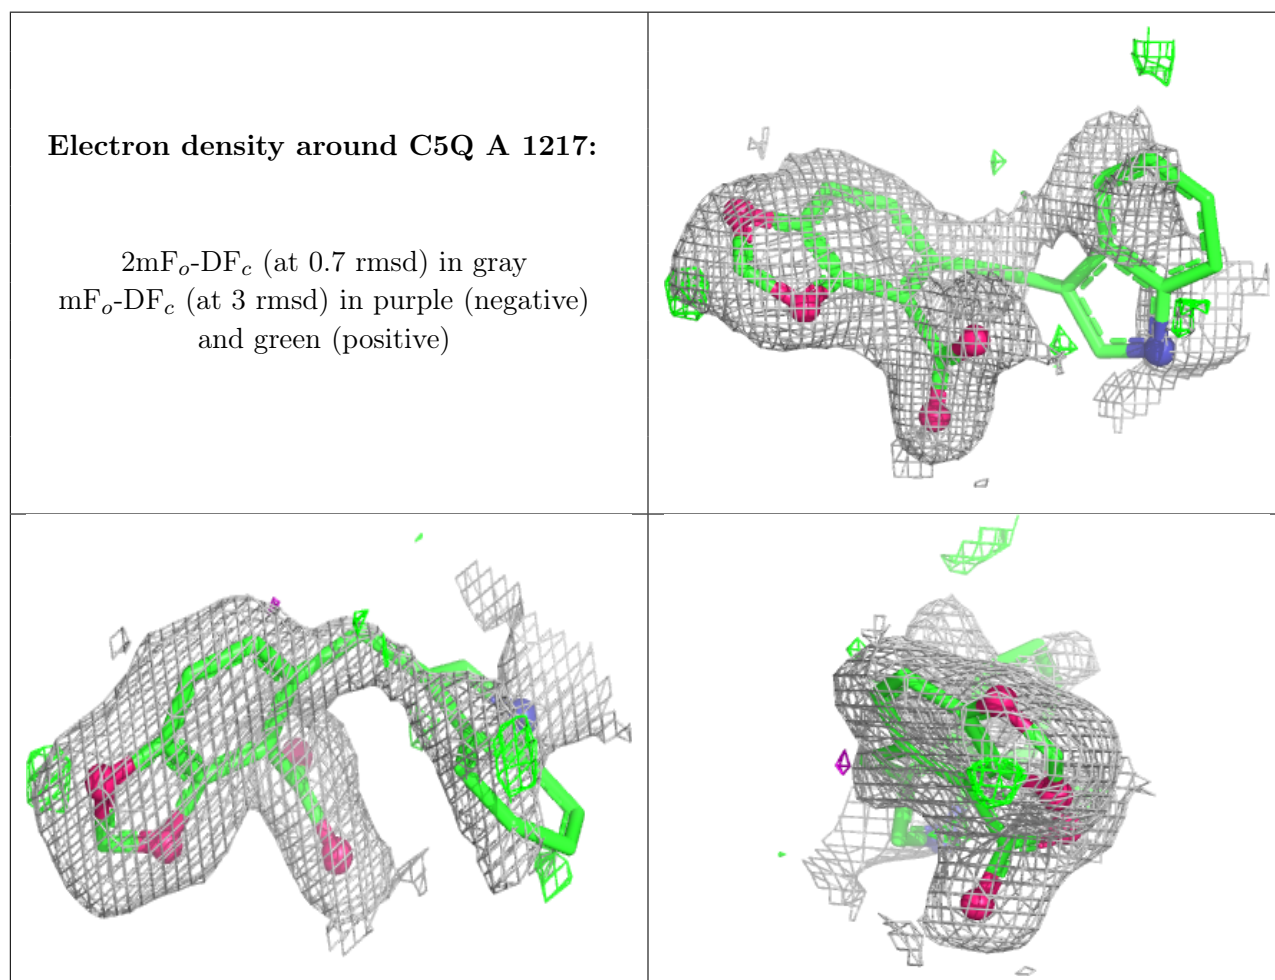 Electron density around C5Q A 1217:
2mFo-DFc (at 0.7 rmsd) in gray
mFo-DFc (at 3 rmsd) in purple (negative)
and green (positive)